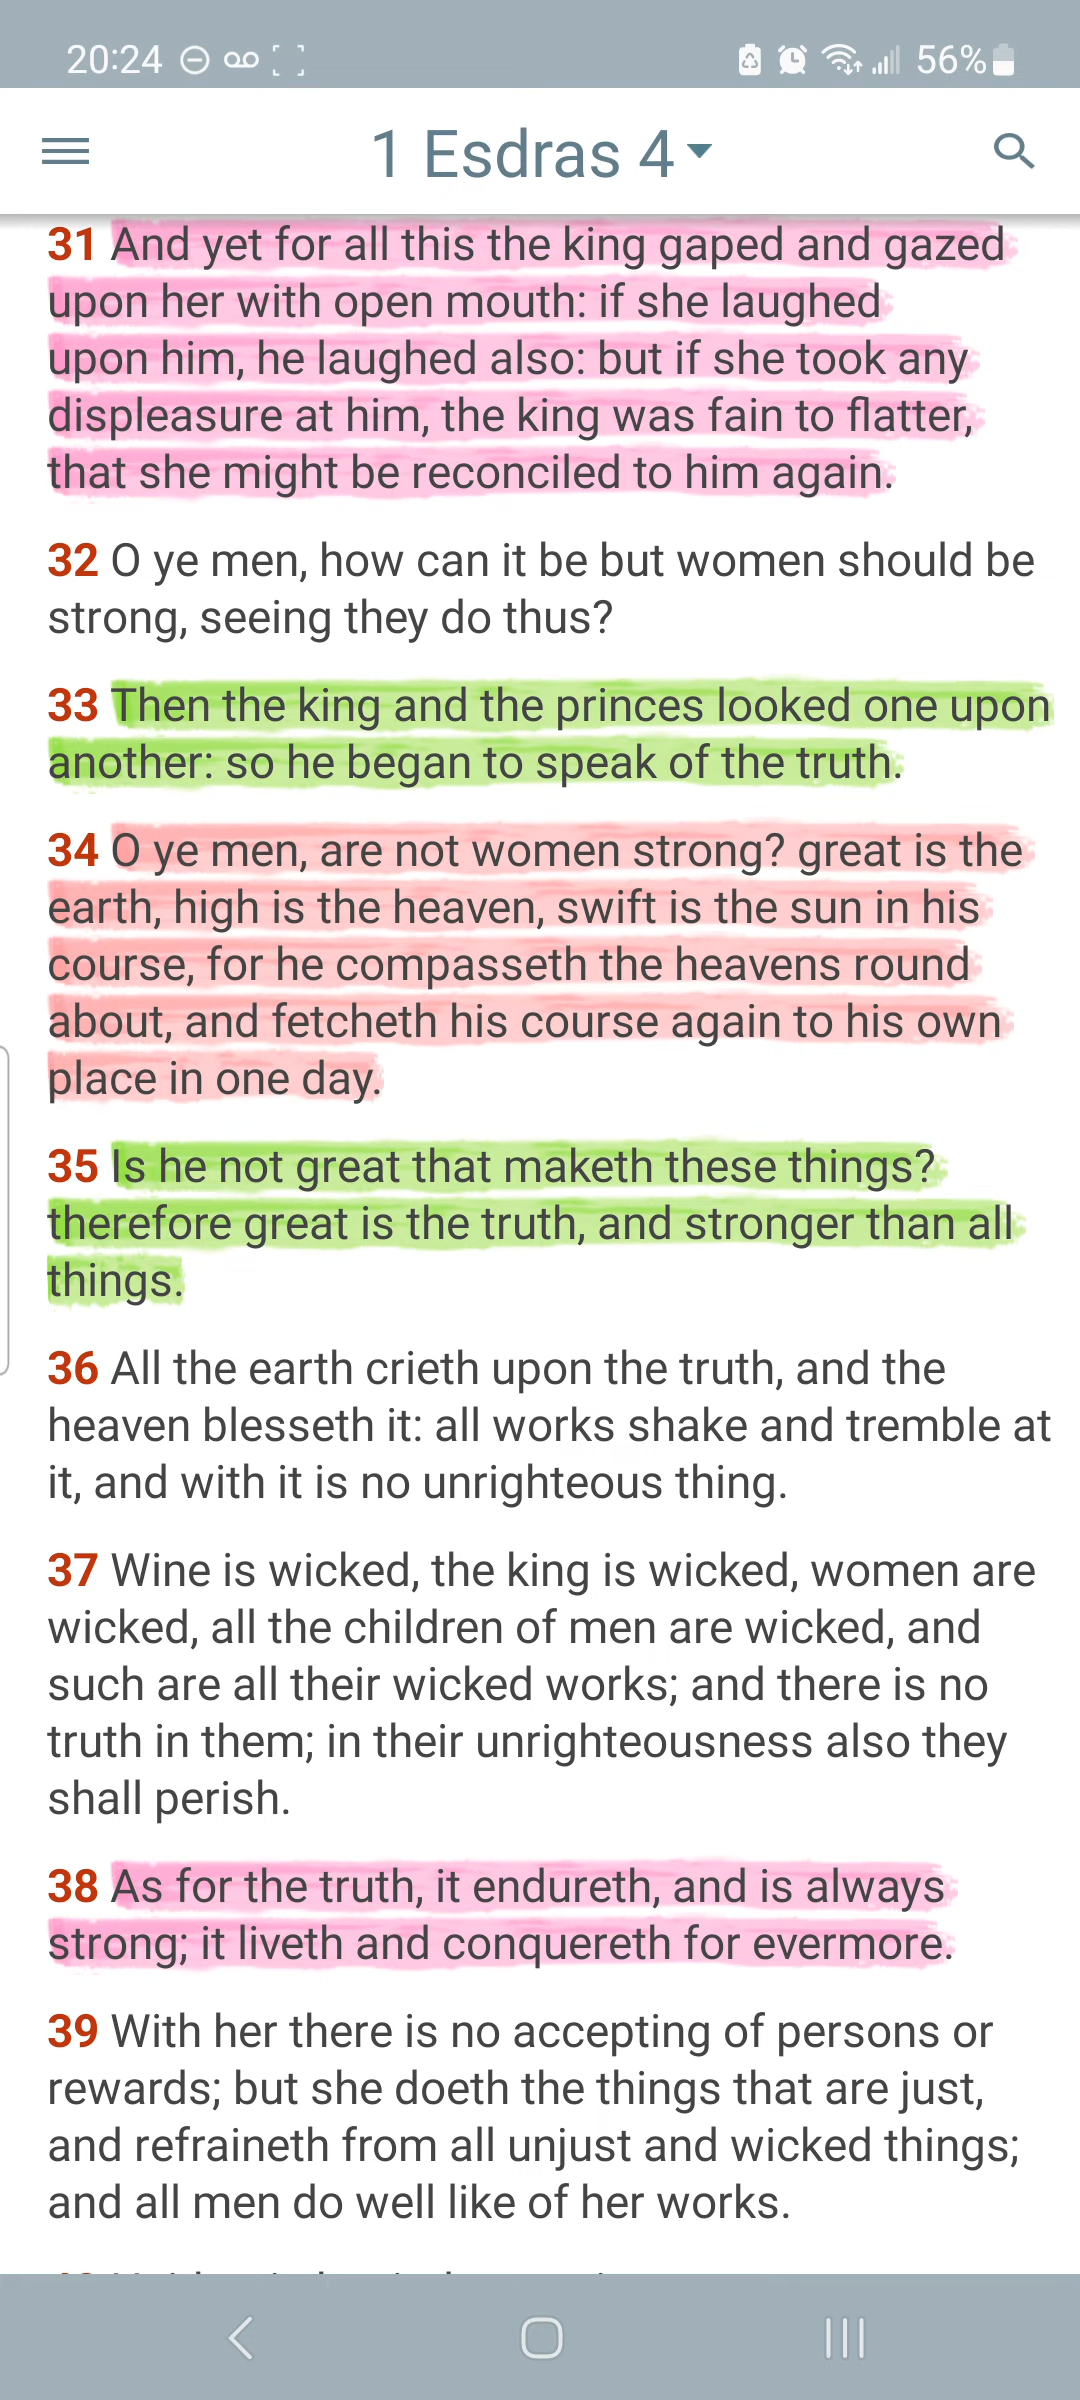 20:24 56%
1 Esdras 4
31 And yet for all this the king gaped and gazed
upon her with open mouth: if she laughed
upon him, he laughed also: but if she took any
displeasure at him, the king was fain to flatter,
that she might be reconciled to him again.
32 O ye men, how can it be but women should be
strong, seeing they do thus?
33 Then the king and the princes looked one upon
another: so he began to speak of the truth.
34 O ye men, are not women strong? great is the
earth, high is the heaven, swift is the sun in his
course, for he compasseth the heavens round
about, and fetcheth his course again to his own
place in one day.
35 Is he not great that maketh these things?
therefore great is the truth, and stronger than all
things.
36 All the earth crieth upon the truth, and the
heaven blesseth it: all works shake and tremble at
it, and with it is no unrighteous thing.
37 Wine is wicked, the king is wicked, women are
wicked, all the children of men are wicked, and
such are all their wicked works; and there is no
truth in them; in their unrighteousness also they
shall perish.
38 As for the truth, it endureth, and is always
strong; it liveth and conquereth for evermore.
39 With her there is no accepting of persons or
rewards; but she doeth the things that are just,
and refraineth from all unjust and wicked things;
and all men do well like of her works.